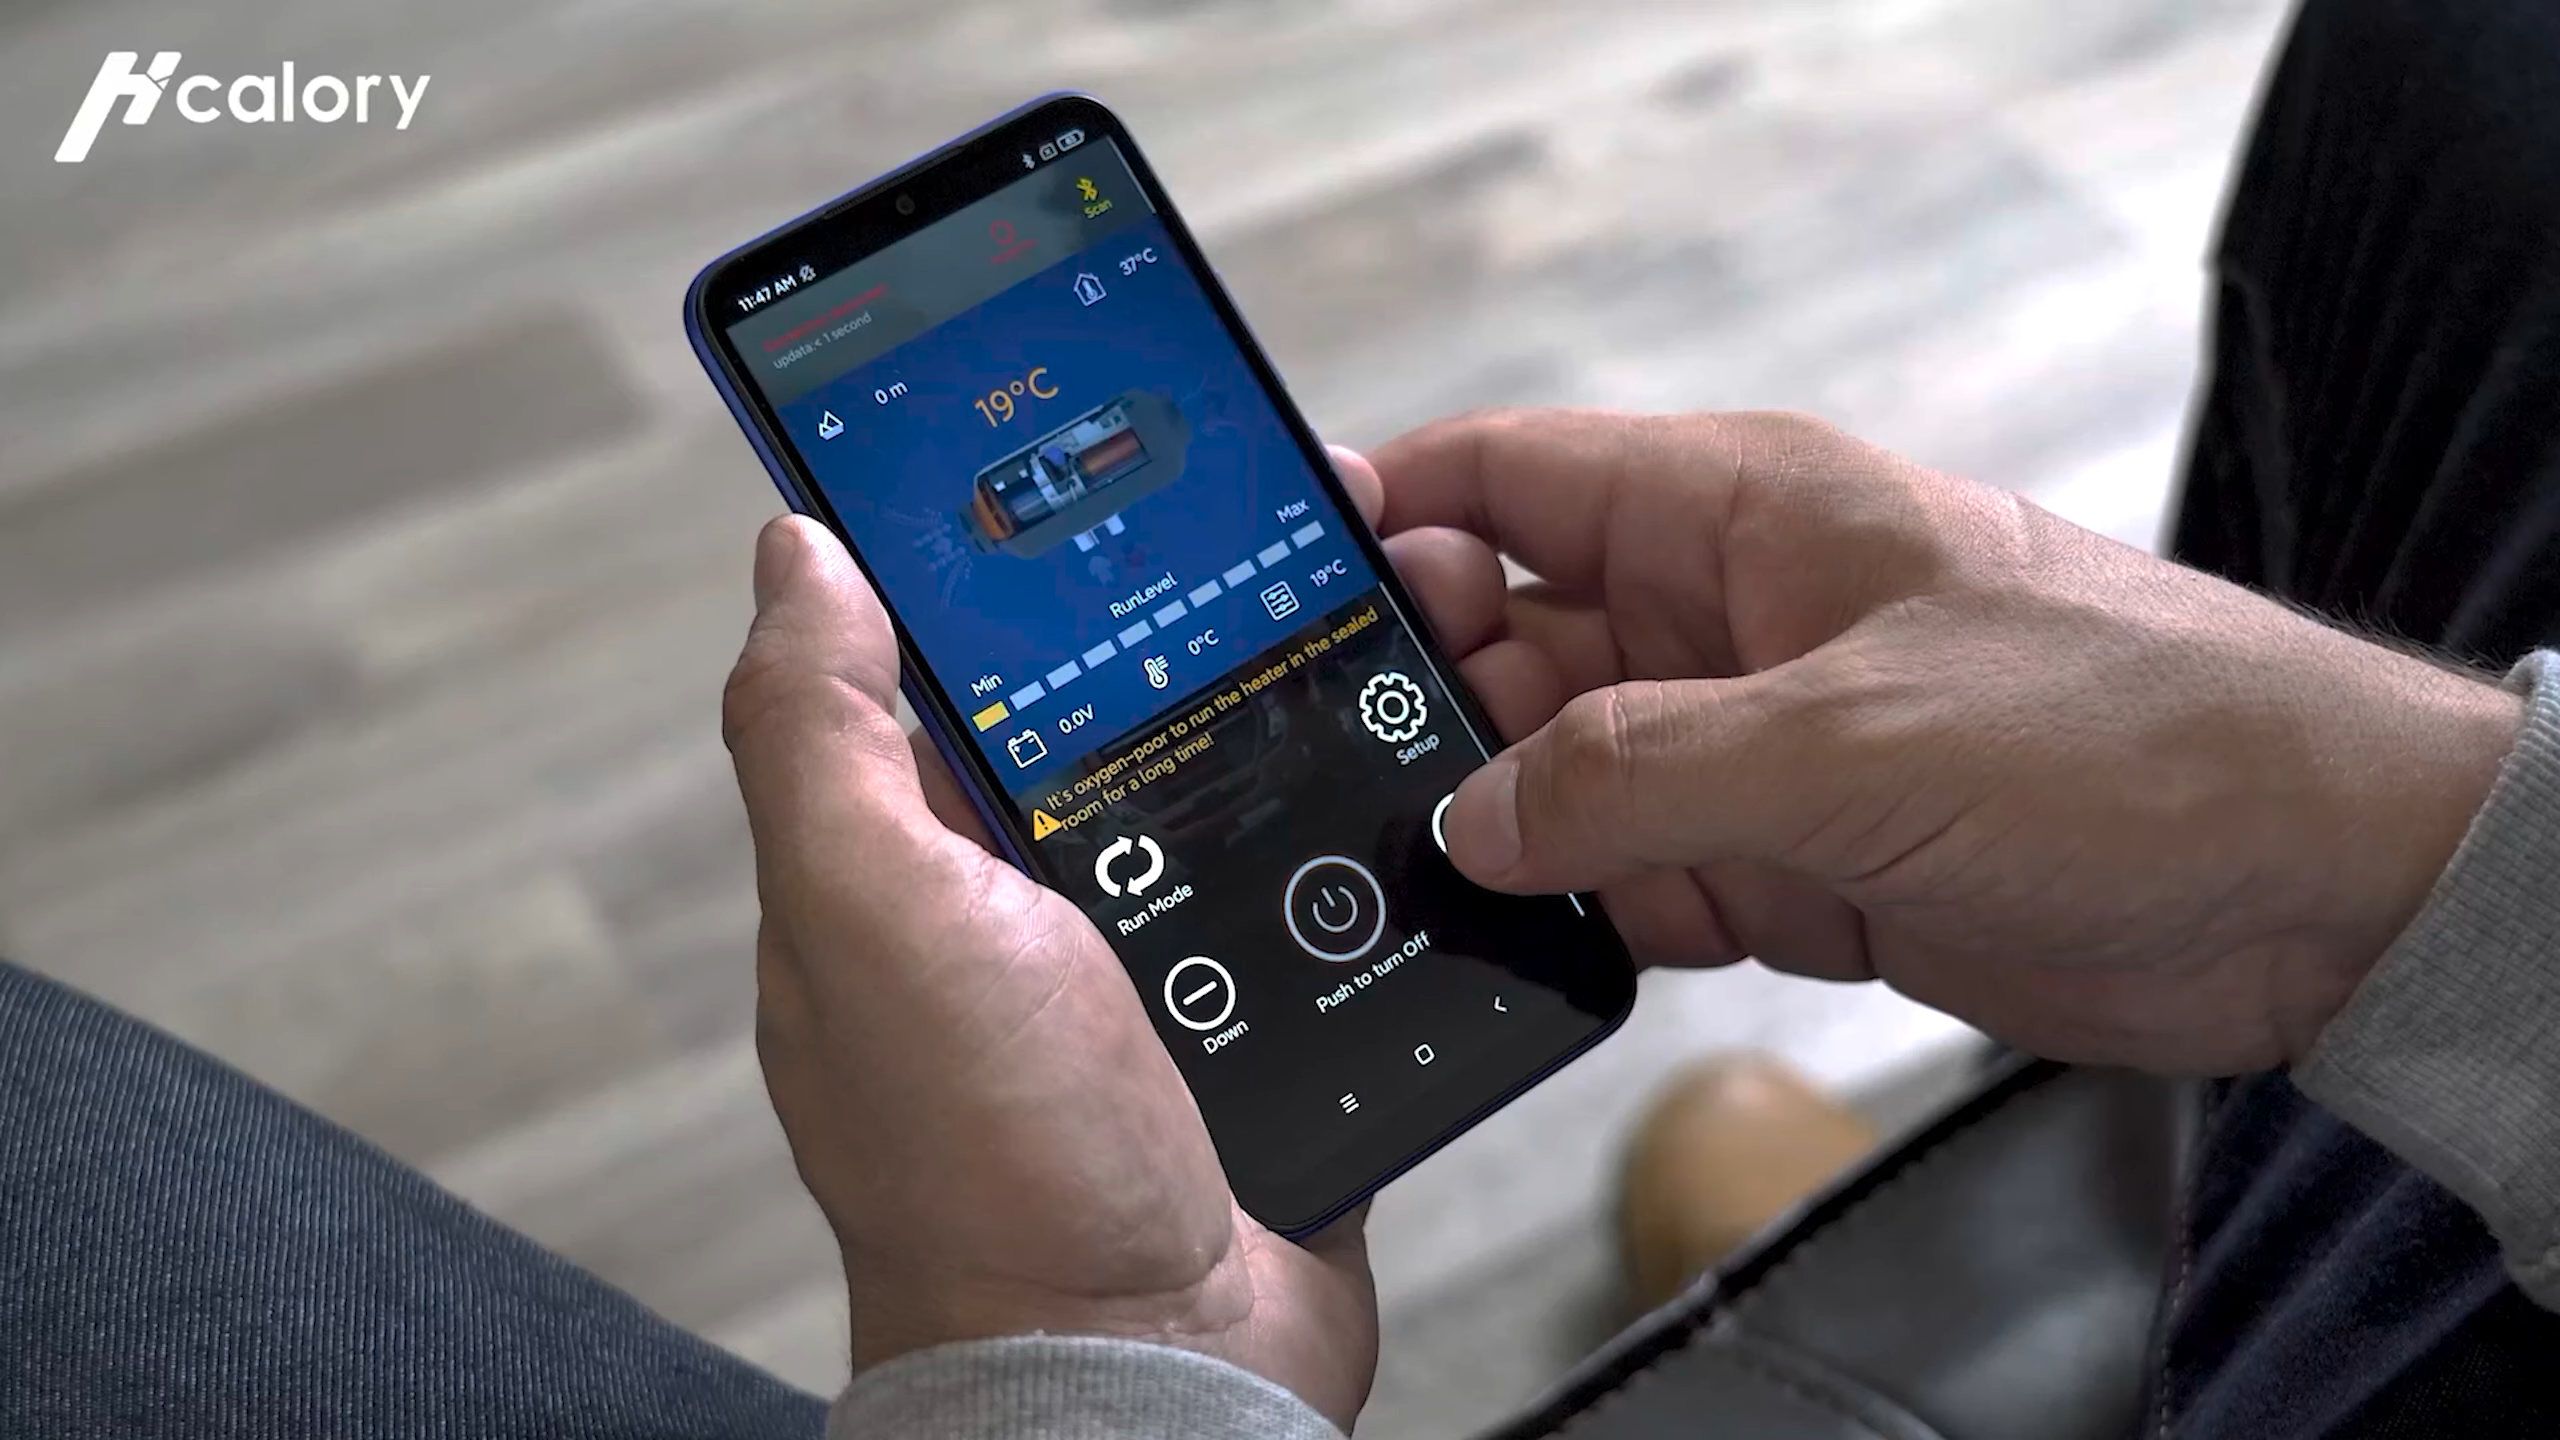 Hcalory
11:47 AM
Scan
updata:< 1 second
37°C
0 m
19°C
Max
RunLevel
Min
19°C
0°C
0.0V
It's oxygen-poor to run the heater in the sealed
room for a long time!
Setup
Run Mode
Push to turn Off
Down